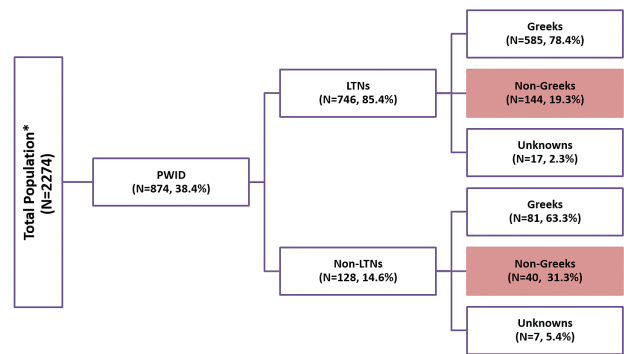 Total Population*
(N=2274)
PWID
(N=874, 38.4%)
LTNs
(N=746, 85.4%)
Greeks
(N=585, 78.4%)
Non-Greeks
(N=144, 19.3%)
Unknowns
(N=17, 2.3%)
Non-LTNs
(N=128, 14.6%)
Greeks
(N=81, 63.3%)
Non-Greeks
(N=40,  31.3%)
Unknowns
(N=7, 5.4%)